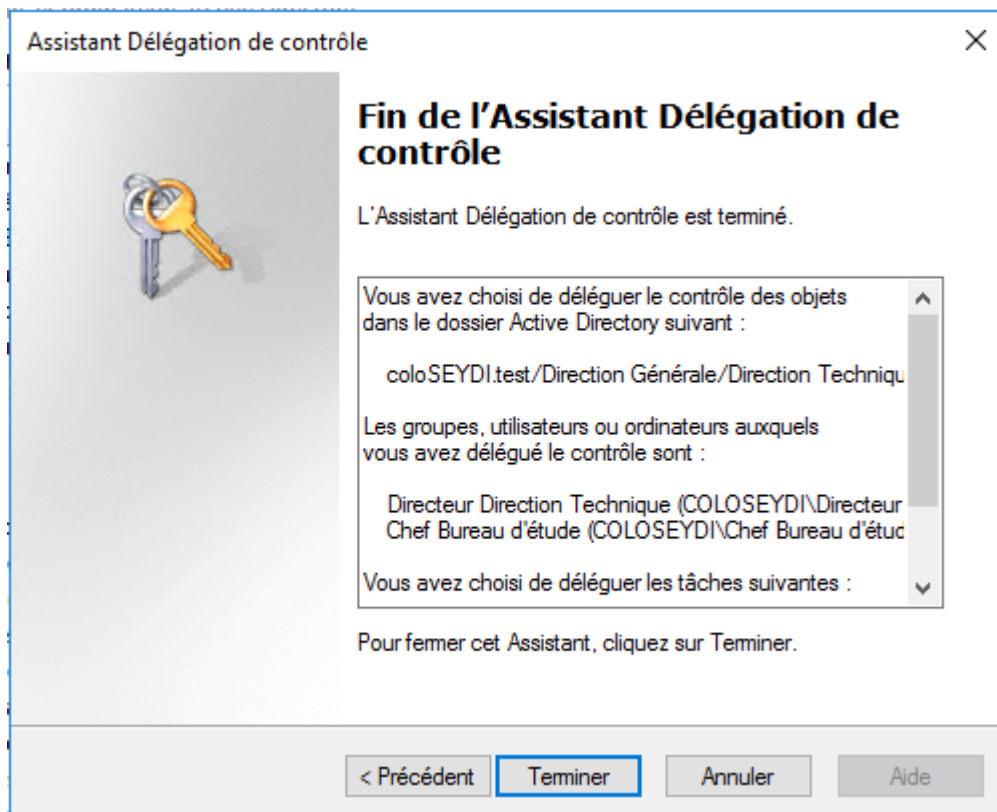 Assistant Délégation de contrôle
Fin de l'Assistant Délégation de
contrôle
L'Assistant Délégation de contrôle est terminé.
Vous avez choisi de déléguer le contrôle des objets
dans le dossier Active Directory suivant :
coloSEYDI.test/Direction Générale/Direction Techniqu
Les groupes, utilisateurs ou ordinateurs auxquels
vous avez délégué le contrôle sont :
Directeur Direction Technique (COLOSEYDI\Directeur
Chef Bureau d'étude (COLOSEYDI\Chef Bureau d'étud
Vous avez choisi de déléguer les tâches suivantes :
Pour fermer cet Assistant, cliquez sur Terminer.
< Précédent Terminer Annuler Aide